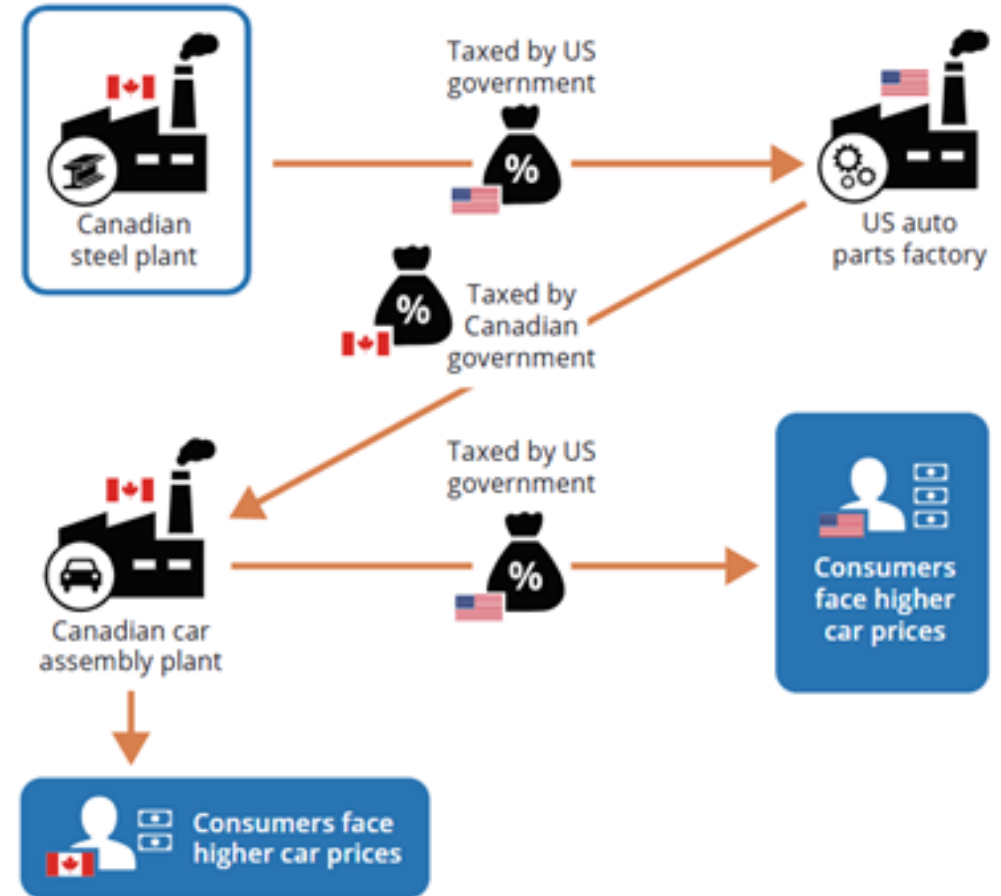 Taxed by US
government
%
Canadian
steel plant
US auto
parts factory
%
Taxed by
Canadian
government
Taxed by US
government
%
Canadian car
assembly plant
Consumers
face higher
car prices
Consumers face
higher car prices